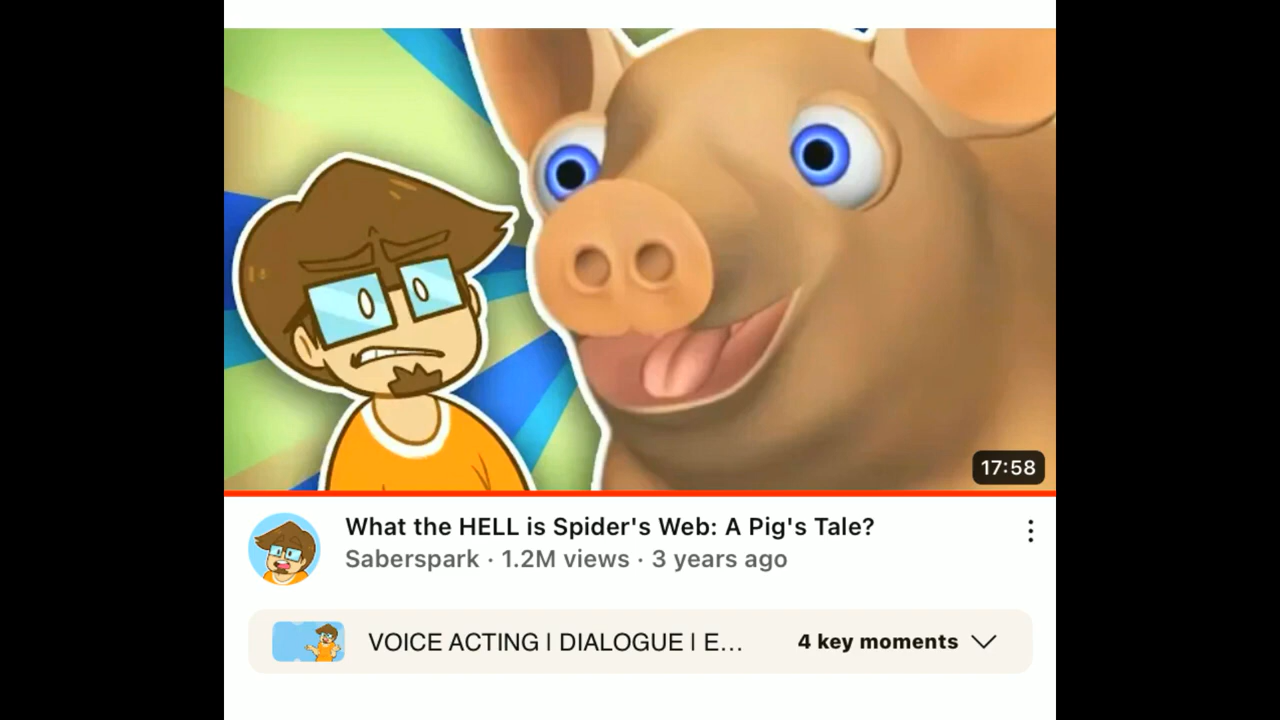 17:58
What the HELL is Spider's Web: A Pig's Tale?
Saberspark · 1.2M views · 3 years ago
VOICE ACTING | DIALOGUE | E... 4 key moments